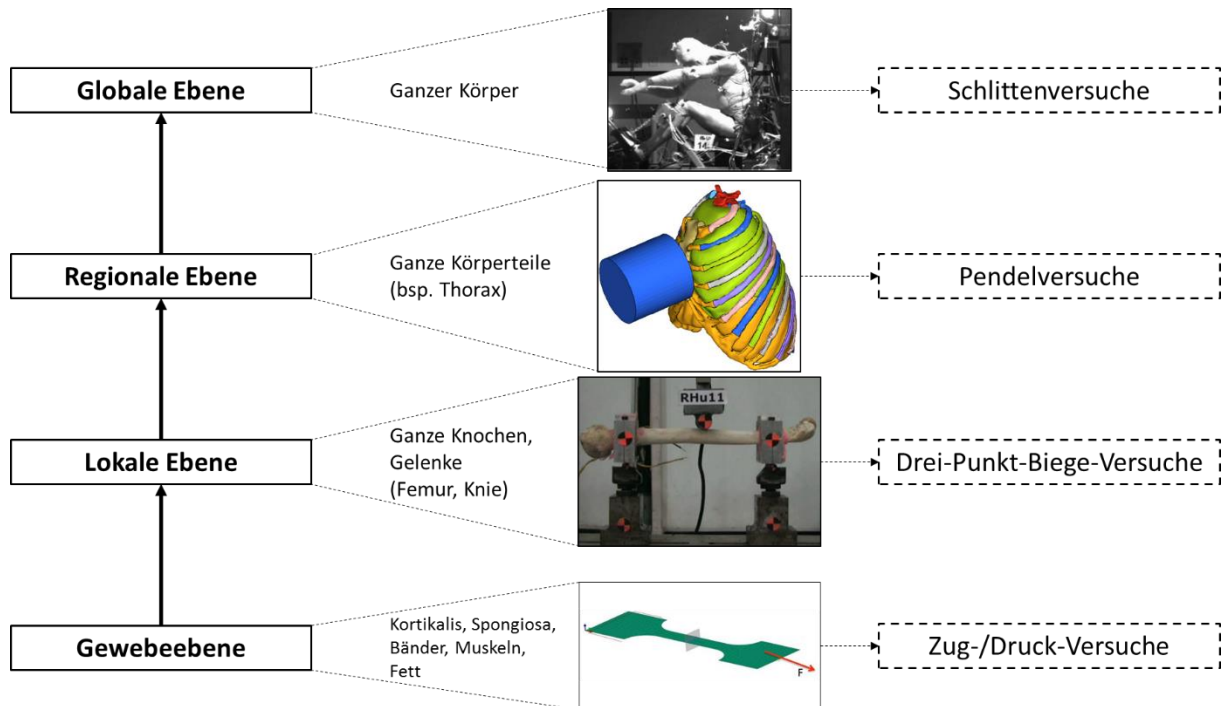 Globale Ebene
Ganzer Körper
14
Schlittenversuche
Regionale Ebene
Ganze Körperteile
(bsp. Thorax)
Pendelversuche
RHu11
Lokale Ebene
Ganze Knochen,
Gelenke
(Femur, Knie)
Drei-Punkt-Biege-Versuche
Gewebeebene
Kortikalis, Spongiosa,
Bänder, Muskeln,
Fett
F
Zug-/Druck-Versuche